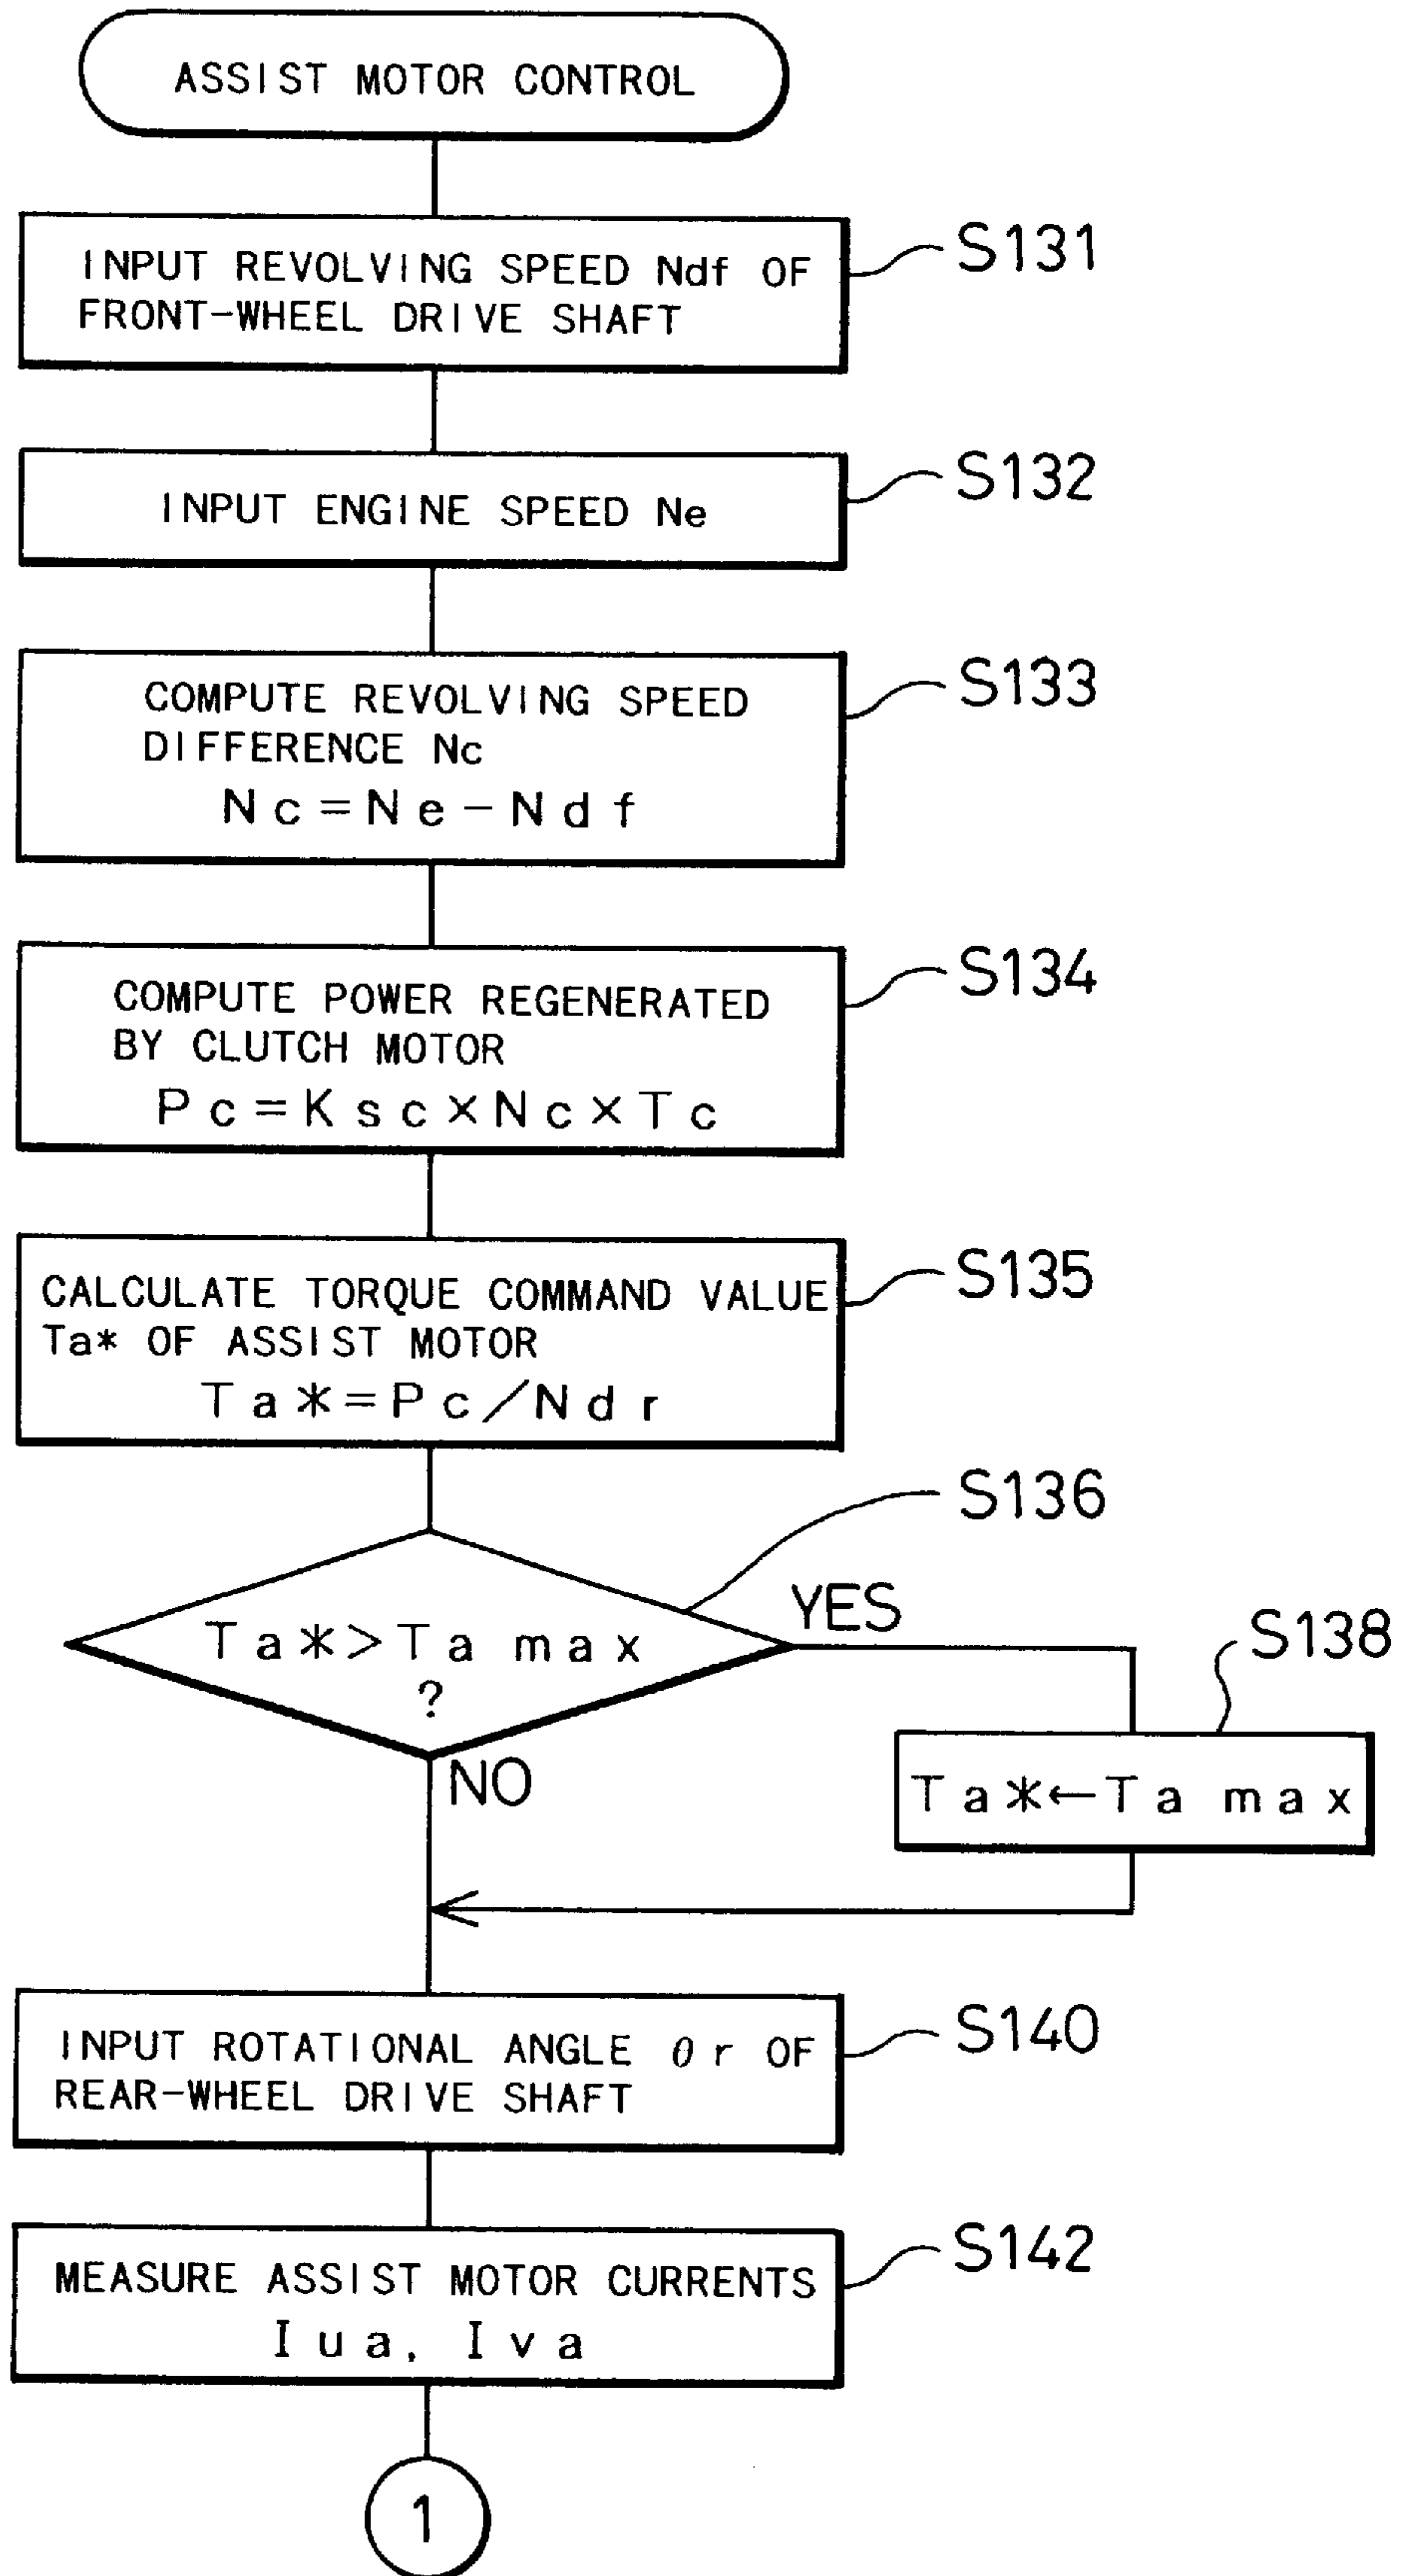 ASSIST MOTOR CONTROL
S131
INPUT REVOLVING SPEED Ndf OF
FRONT-WHEEL DRIVE SHAFT
S132
INPUT ENGINE SPEED Ne
S133
COMPUTE REVOLVING SPEED
DIFFERENCE Nc
Nc=Ne-Ndf
S134
COMPUTE POWER REGENERATED
BY CLUTCH MOTOR
Pc=Ksc×Nc×Tc
S135
CALCULATE TORQUE COMMAND VALUE
Ta* OF ASSIST MOTOR
Ta*=Pc/Ndr
S136
Ta*>Ta max
?
YES
NO
S138
Ta*←Ta max
S140
INPUT ROTATIONAL ANGLE θr OF
REAR-WHEEL DRIVE SHAFT
S142
MEASURE ASSIST MOTOR CURRENTS
Iua, Iva
1